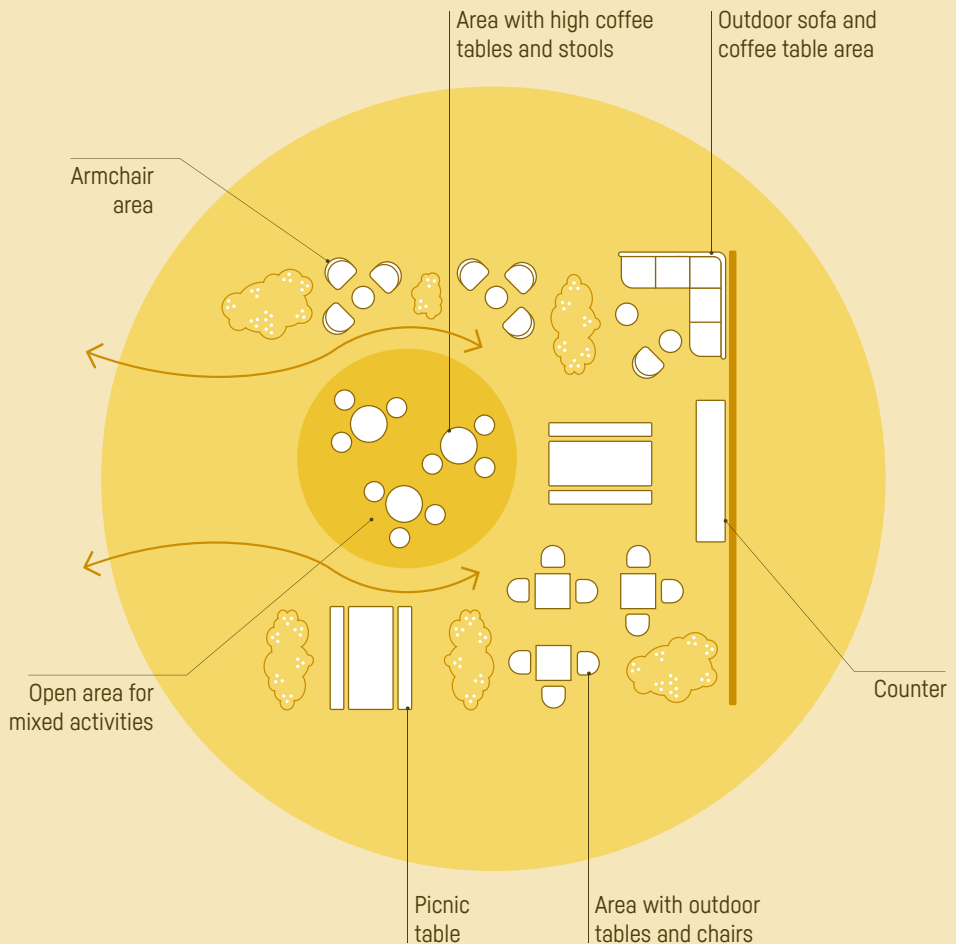 Area with high coffee
tables and stools
Outdoor sofa and
coffee table area
Armchair
area
Open area for
mixed activities
Counter
Picnic
table
Area with outdoor
tables and chairs